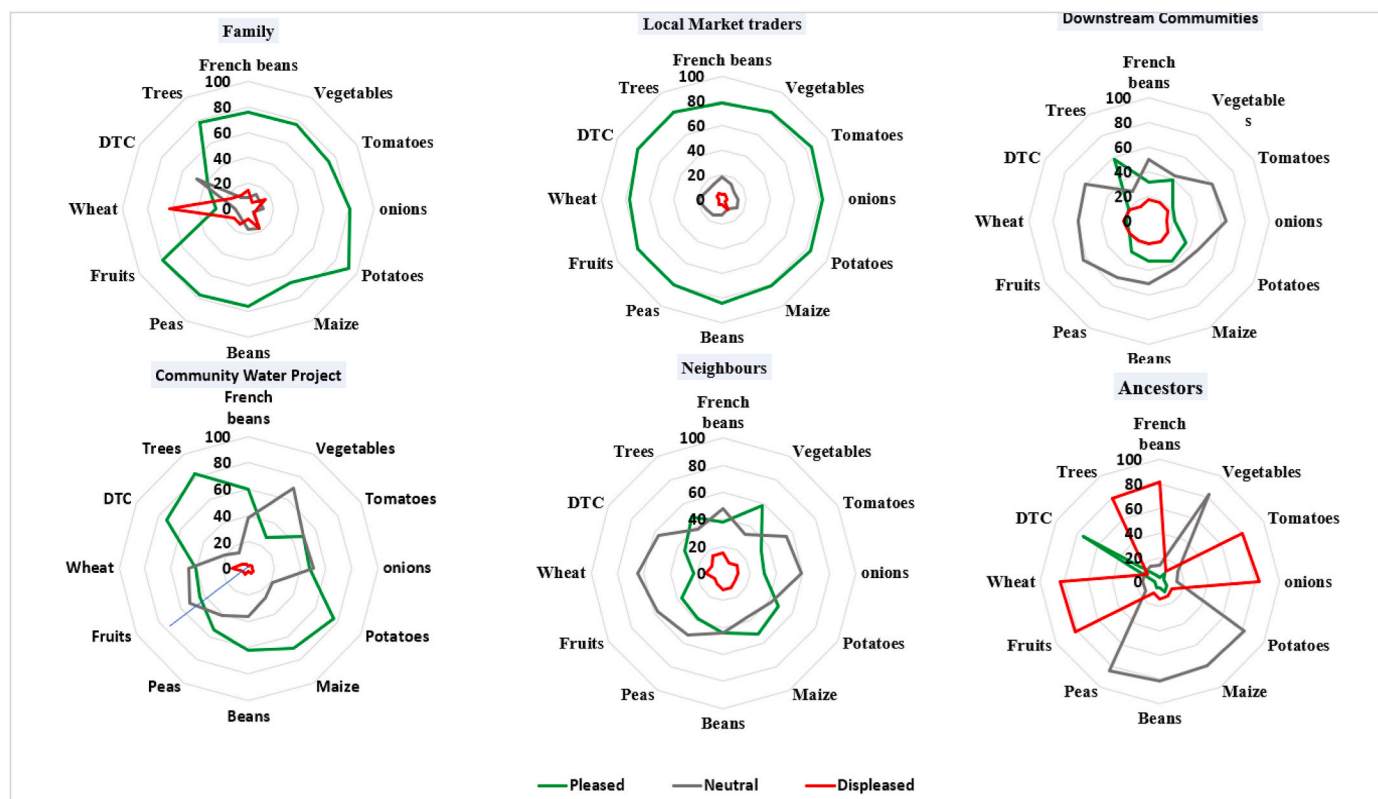 Family
French beans
Vegetables
Tomatoes
onions
Potatoes
Maize
Beans
Peas
Fruits
Wheat
DTC
Trees
100
80
60
40
20
0
Local Market traders
French beans
Vegetables
Tomatoes
onions
Potatoes
Maize
Beans
Peas
Fruits
Wheat
DTC
Trees
100
80
60
40
20
0
Downstream Commumities
French
beans
Vegetable
s
Tomatoes
onions
Potatoes
Maize
Beans
Peas
Fruits
Wheat
DTC
Trees
100
80
60
40
20
0
Community Water Project
French
beans
Vegetables
Tomatoes
onions
Potatoes
Maize
Beans
Peas
Fruits
Wheat
DTC
Trees
100
80
60
40
20
0
Neighbours
French
beans
Vegetables
Tomatoes
onions
Potatoes
Maize
Beans
Peas
Fruits
Wheat
DTC
Trees
100
80
60
40
20
0
Ancestors
French
beans
Vegetables
Tomatoes
onions
Potatoes
Maize
Beans
Peas
Fruits
Wheat
DTC
Trees
100
80
60
40
20
0
Pleased
Neutral
Displeased